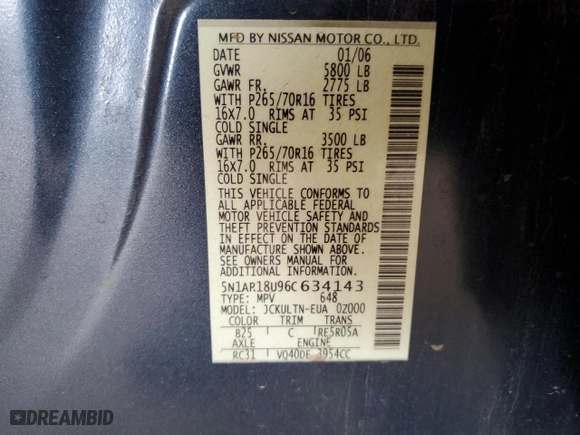 MFD BY NISSAN MOTOR CO., LTD.
DATE 01/06
GVWR 5800 LB
GAWR FR. 2775 LB
WITH P265/70R16 TIRES
16X7.0 RIMS AT 35 PSI
COLD SINGLE
GAWR RR. 3500 LB
WITH P265/70R16 TIRES
16X7.0 RIMS AT 35 PSI
COLD SINGLE
THIS VEHICLE CONFORMS TO
ALL APPLICABLE FEDERAL
MOTOR VEHICLE SAFETY AND
THEFT PREVENTION STANDARDS
IN EFFECT ON THE DATE OF
MANUFACTURE SHOWN ABOVE.
SEE OWNERS MANUAL FOR
ADDITIONAL INFORMATION
5N1AR18U96C634143
TYPE: MPV 648
MODEL: JCKULTN-EUA 0Z000
COLOR TRIM TRANS
B25 C RE5R05A
AXLE ENGINE
RC31 VQ40DE 3954CC
DREAMBID